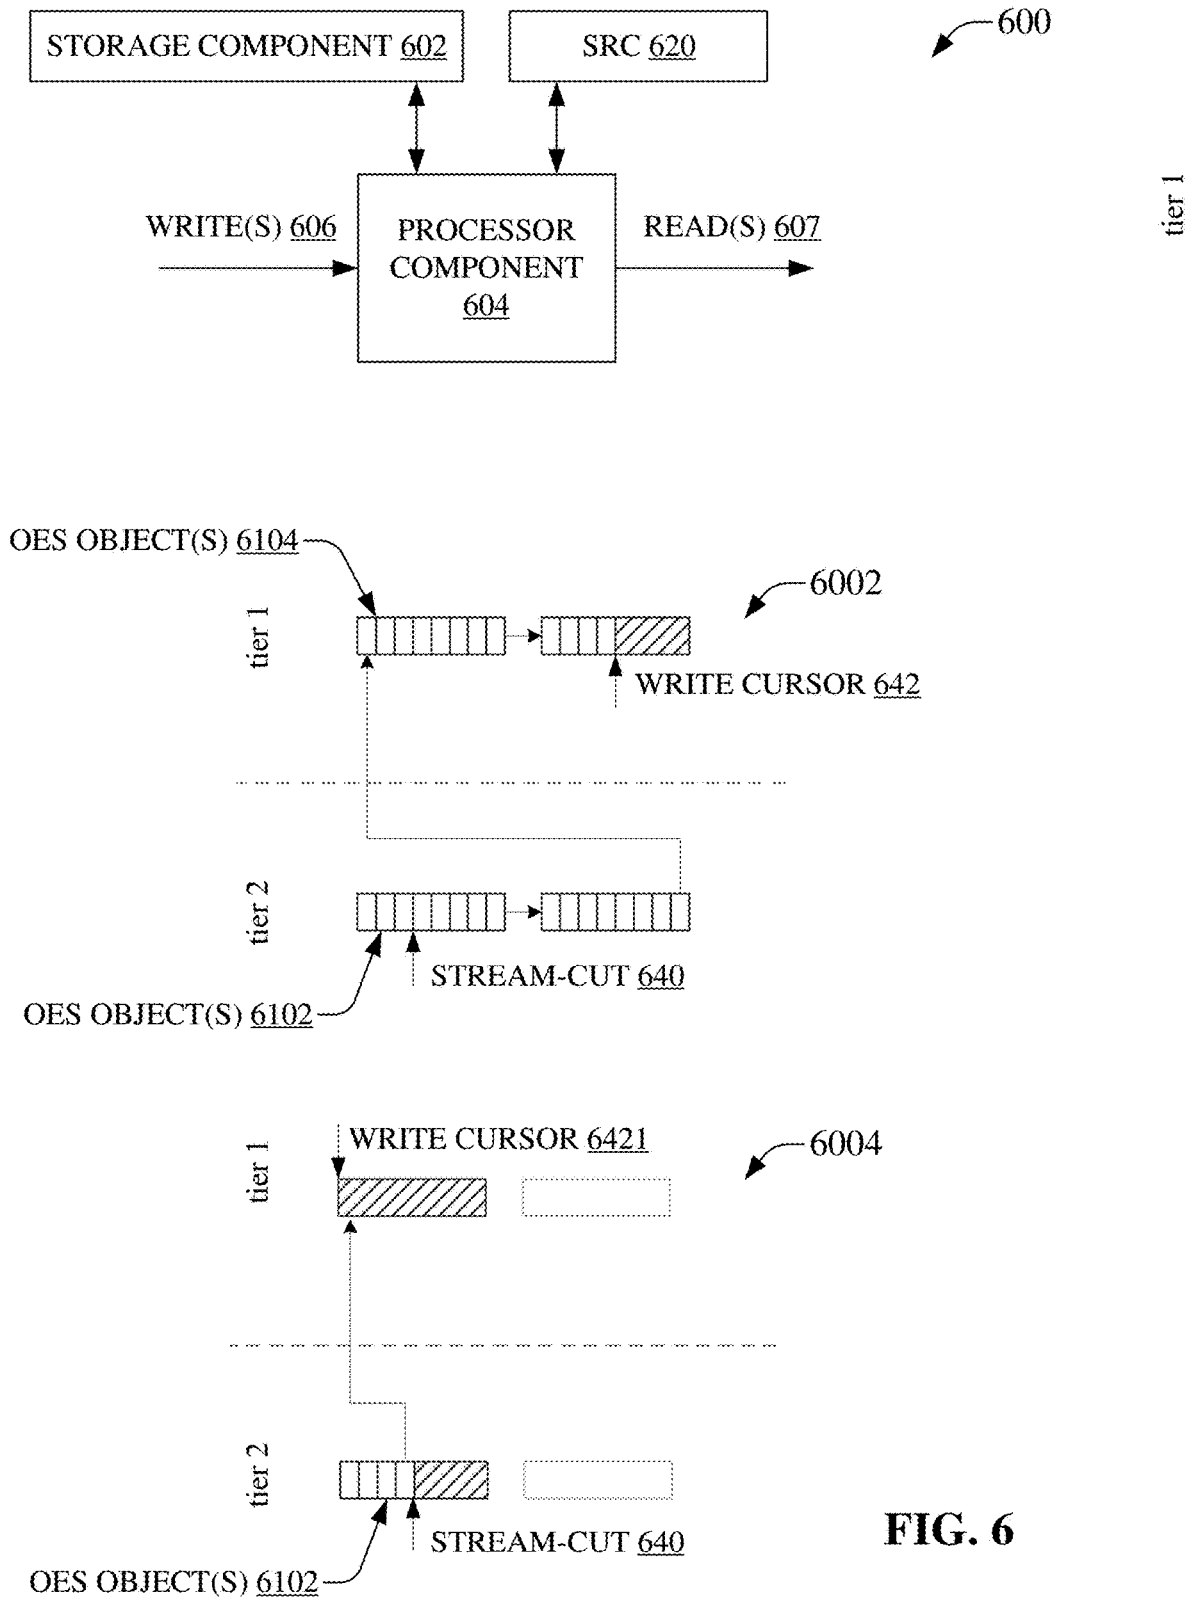 STORAGE COMPONENT 602
SRC 620
600
tier 1
WRITE(S) 606
PROCESSOR
COMPONENT
604
READ(S) 607
OES OBJECT(S) 6104
6002
tier 1
WRITE CURSOR 642
tier 2
STREAM-CUT 640
OES OBJECT(S) 6102
WRITE CURSOR 6421
6004
tier 1
tier 2
STREAM-CUT 640
OES OBJECT(S) 6102
FIG. 6